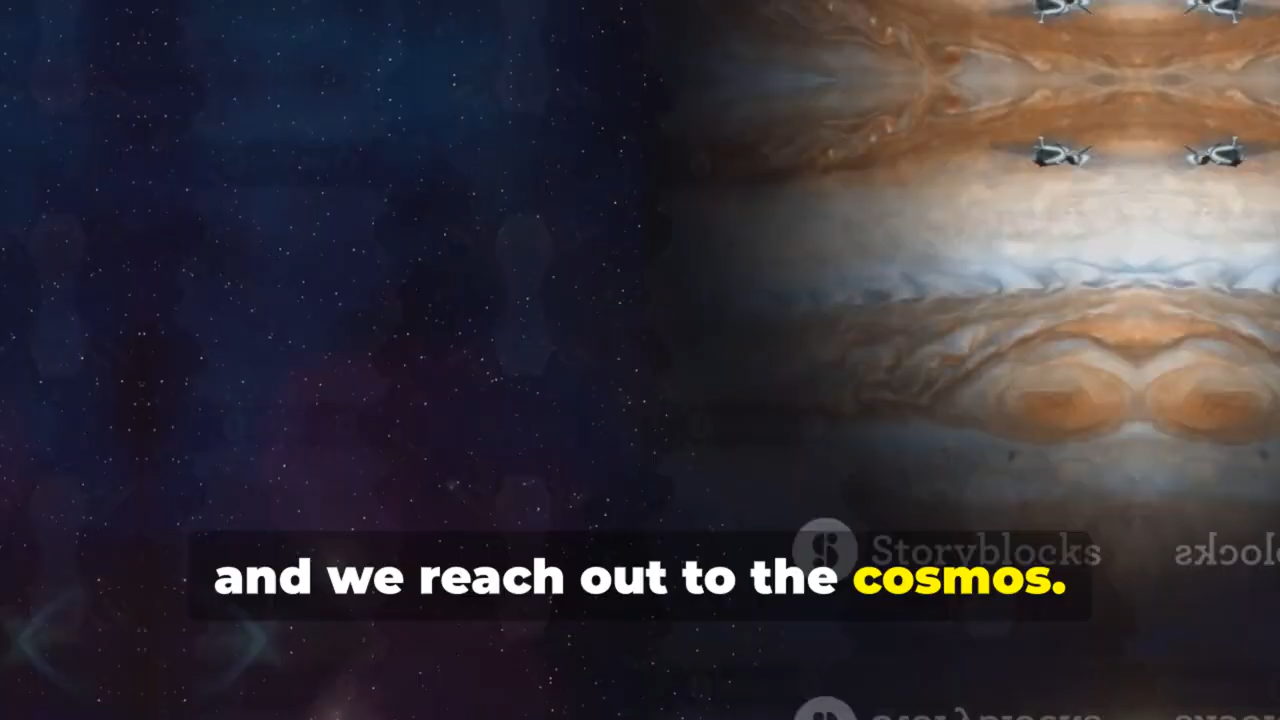 Storyblocks
and we reach out to the cosmos.